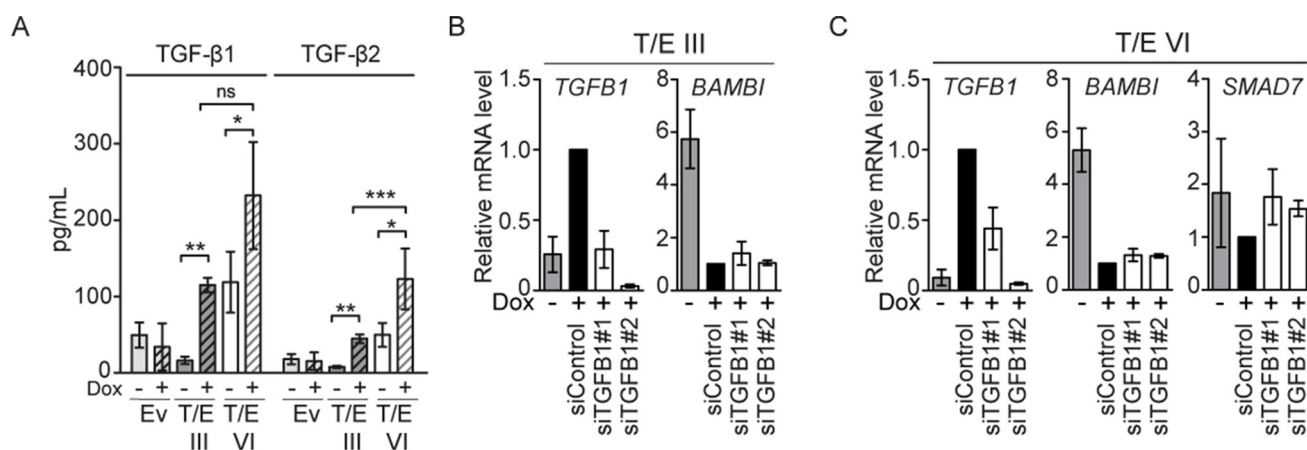 A
TGF-β1 TGF-β2
400
300
200
100
0
pg/mL
ns
*
**
***
*
**
Dox - + - + - + - + - + - +
Ev T/E T/E Ev T/E T/E
III VI III VI
B
T/E III
Relative mRNA level
TGFB1 BAMBI
1.5 8
1.0 6
4
0.5
2
0 0
Dox - + + + - + + +
siControl
siTGFB1#1
siTGFB1#2
siControl
siTGFB1#1
siTGFB1#2
C
T/E VI
Relative mRNA level
TGFB1 BAMBI SMAD7
1.5 8 4
1.0 6 3
4 2
0.5
2 1
0 0 0
Dox - + + + - + + + - + + +
siControl
siTGFB1#1
siTGFB1#2
siControl
siTGFB1#1
siTGFB1#2
siControl
siTGFB1#1
siTGFB1#2